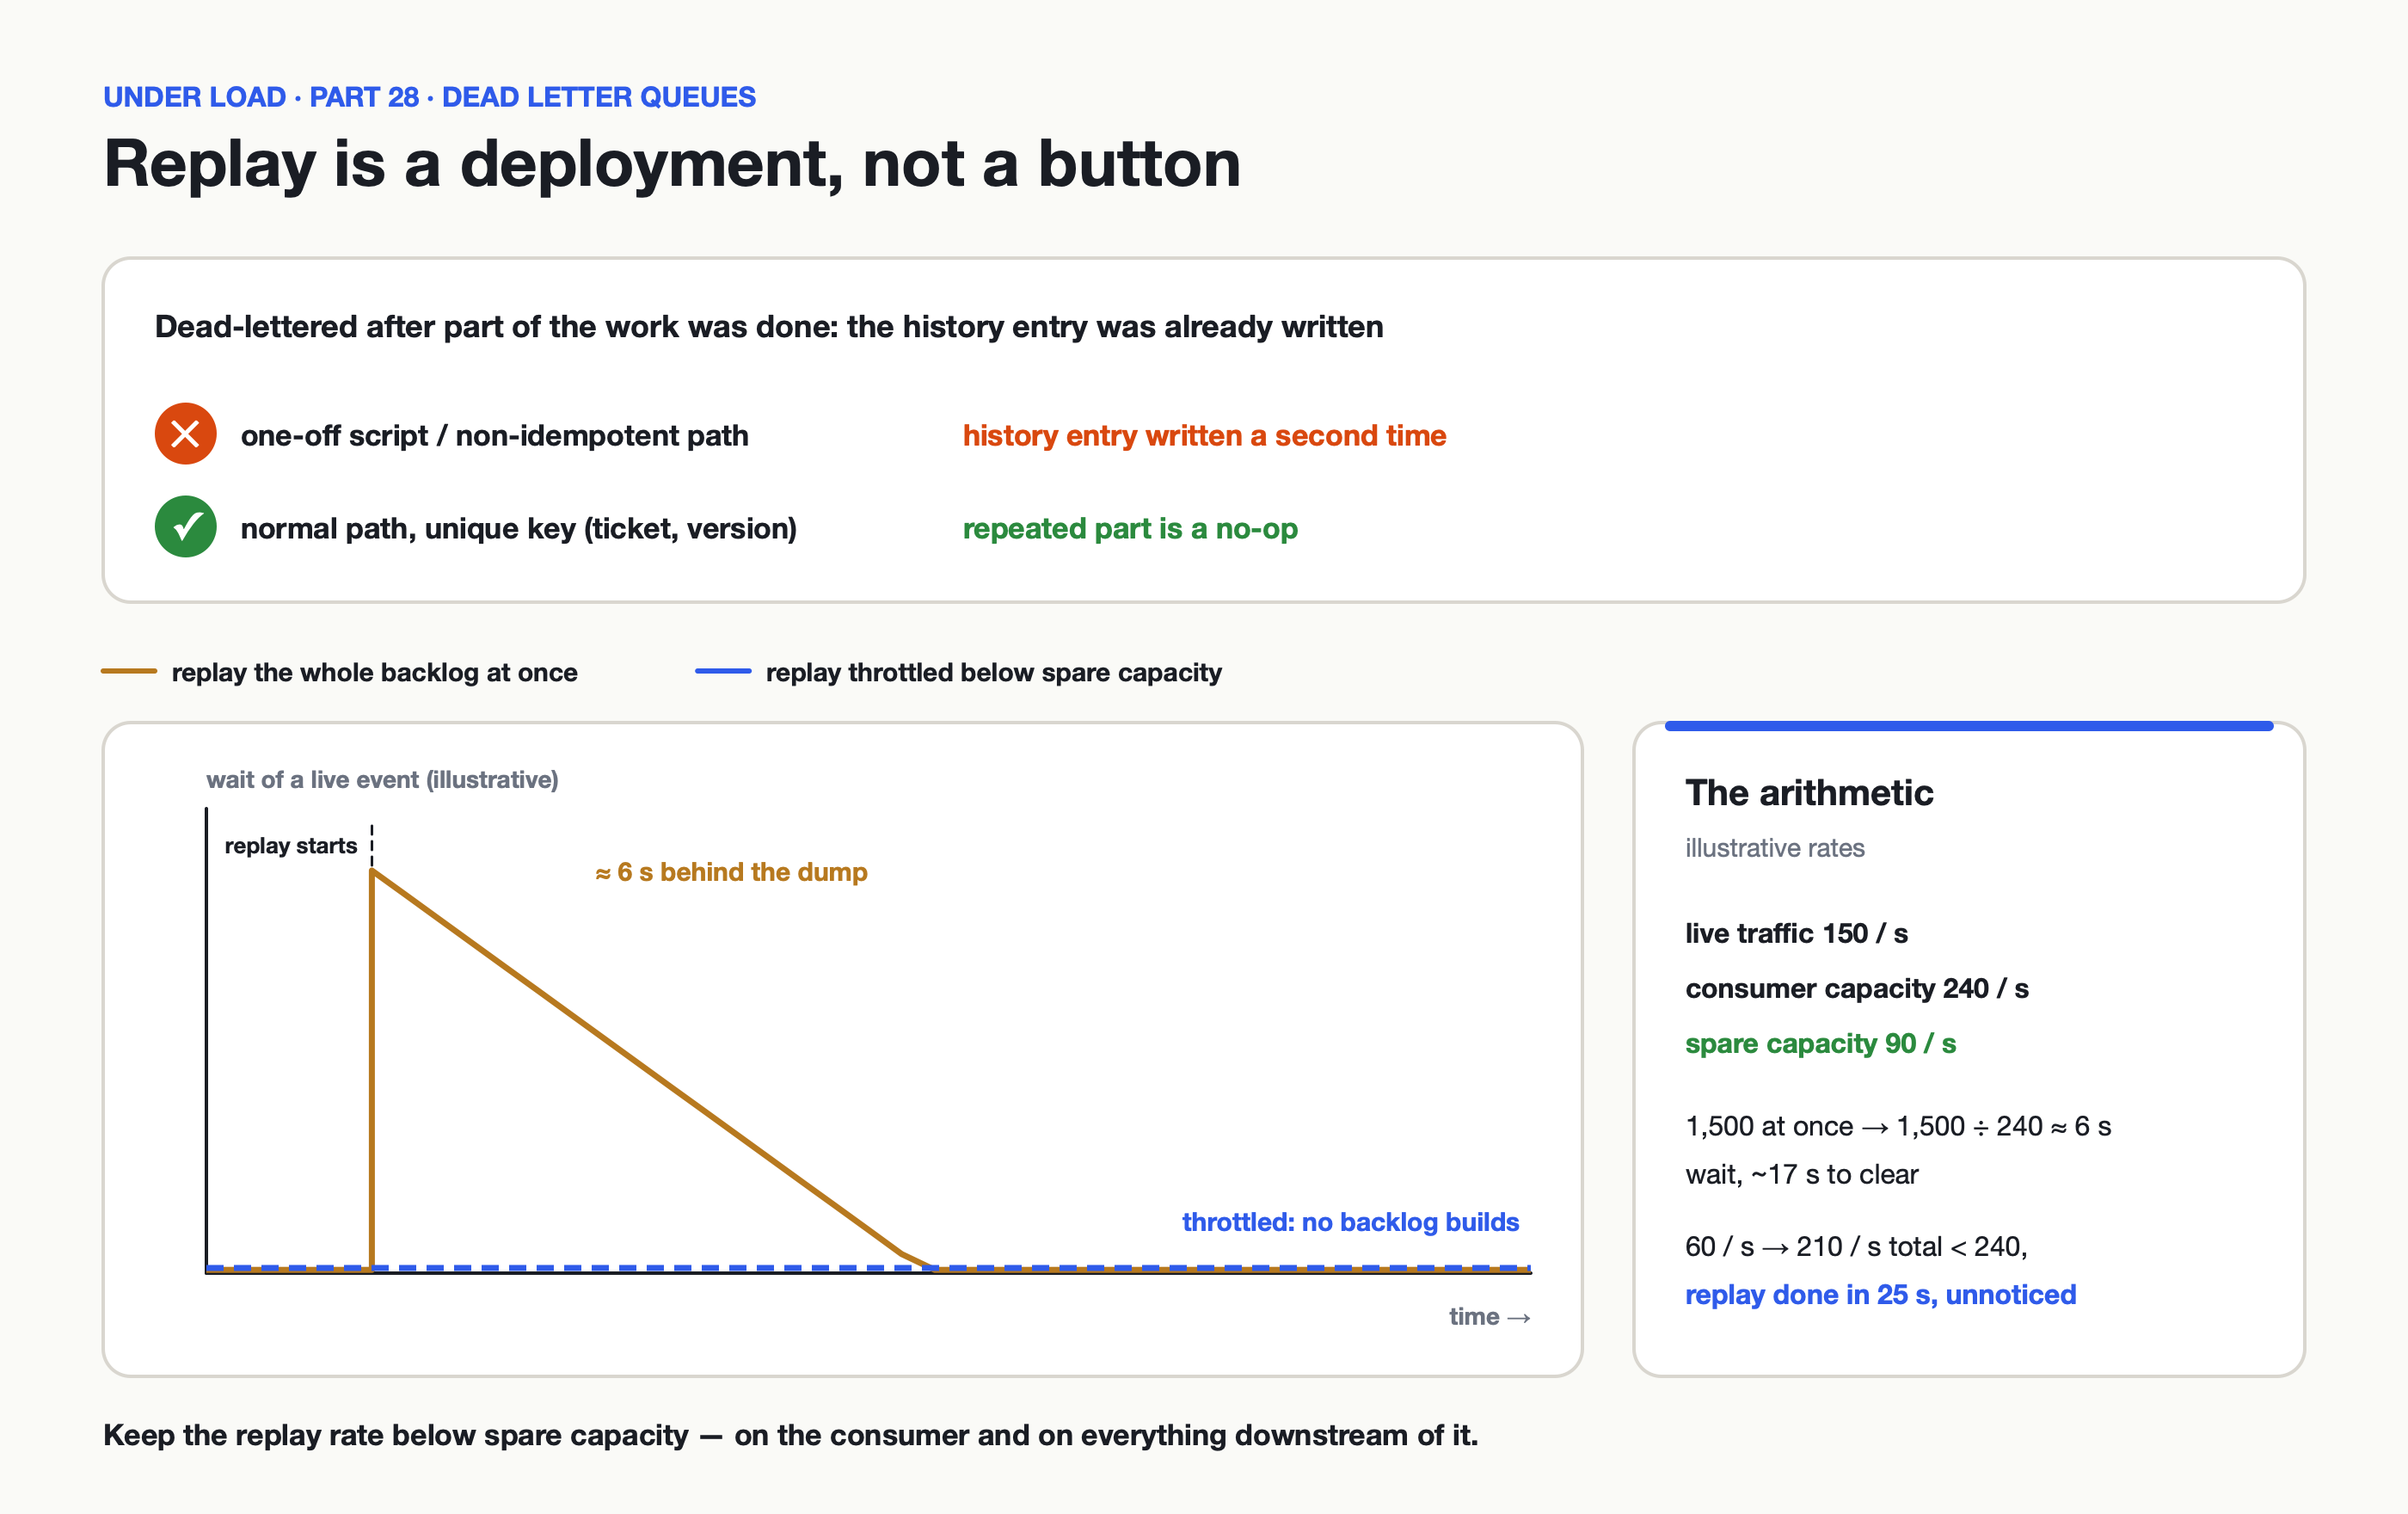 UNDER LOAD · PART 28 · DEAD LETTER QUEUES
Replay is a deployment, not a button
Dead-lettered after part of the work was done: the history entry was already written
one-off script / non-idempotent path
history entry written a second time
normal path, unique key (ticket, version)
repeated part is a no-op
replay the whole backlog at once
replay throttled below spare capacity
wait of a live event (illustrative)
replay starts
≈ 6 s behind the dump
throttled: no backlog builds
time →
The arithmetic
illustrative rates
live traffic 150 / s
consumer capacity 240 / s
spare capacity 90 / s
1,500 at once → 1,500 ÷ 240 ≈ 6 s
wait, ~17 s to clear
60 / s → 210 / s total < 240,
replay done in 25 s, unnoticed
Keep the replay rate below spare capacity — on the consumer and on everything downstream of it.